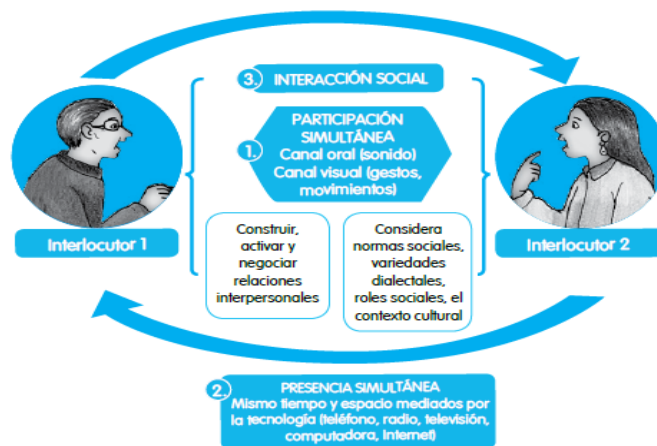 3. INTERACCIÓN SOCIAL
1. PARTICIPACIÓN
SIMULTÁNEA
Canal oral (sonido)
Canal visual (gestos,
movimientos)
Interlocutor 1
Construir,
activar y
negociar
relaciones
interpersonales
Considera
normas sociales,
variedades
dialectales,
roles sociales, el
contexto cultural
Interlocutor 2
2. PRESENCIA SIMULTÁNEA
Mismo tiempo y espacio mediados por
la tecnología (teléfono, radio, televisión,
computadora, Internet)